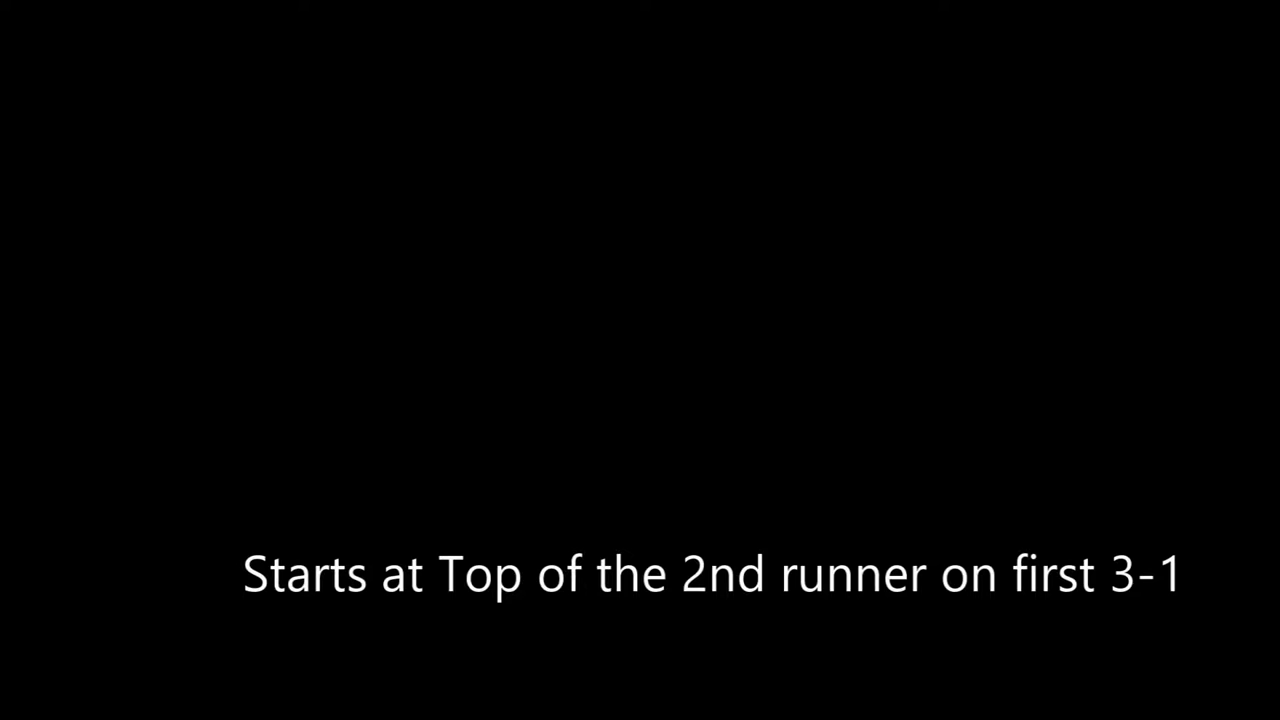 Starts at Top of the 2nd runner on first 3-1